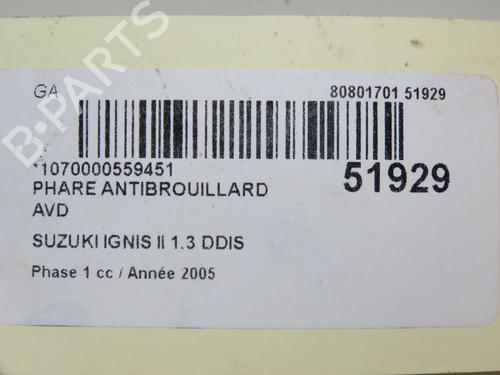 GA 80801701 51929
*1070000559451
51929
PHARE ANTIBROUILLARD
AVD
SUZUKI IGNIS II 1.3 DDIS
Phase 1 cc / Année 2005
B-PARTS